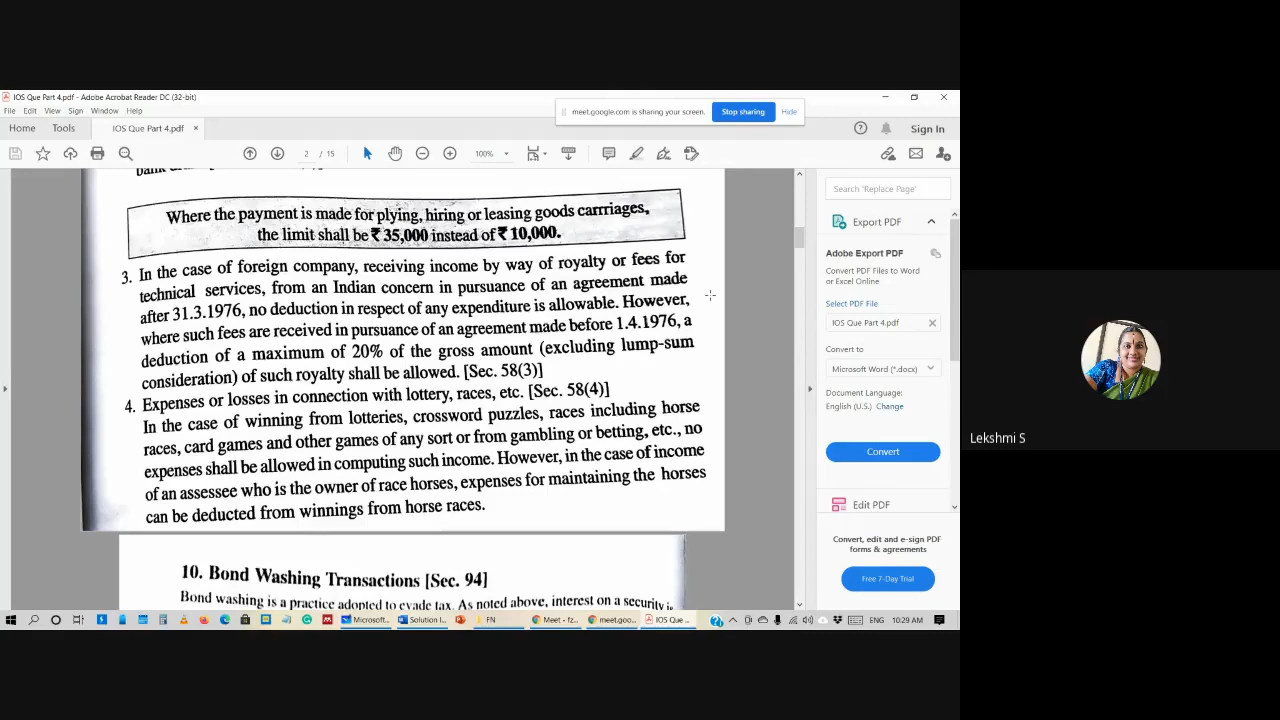 IOS Que Part 4.pdf - Adobe Acrobat Reader DC (32-bit)
File Edit View Sign Window Help
meet.google.com is sharing your screen. Stop sharing Hide
Home Tools IOS Que Part 4.pdf × Sign In
2 / 15 100%
bank
Where the payment is made for plying, hiring or leasing goods carrriages,
the limit shall be ₹ 35,000 instead of ₹ 10,000.
3. In the case of foreign company, receiving income by way of royalty or fees for
technical services, from an Indian concern in pursuance of an agreement made
after 31.3.1976, no deduction in respect of any expenditure is allowable. However,
where such fees are received in pursuance of an agreement made before 1.4.1976, a
deduction of a maximum of 20% of the gross amount (excluding lump-sum
consideration) of such royalty shall be allowed. [Sec. 58(3)]
4. Expenses or losses in connection with lottery, races, etc. [Sec. 58(4)]
In the case of winning from lotteries, crossword puzzles, races including horse
races, card games and other games of any sort or from gambling or betting, etc., no
expenses shall be allowed in computing such income. However, in the case of income
of an assessee who is the owner of race horses, expenses for maintaining the horses
can be deducted from winnings from horse races.
10. Bond Washing Transactions [Sec. 94]
Bond washing is a practice adopted to evade tax. As noted above, interest on a security is
Search 'Replace Page'
Export PDF
Adobe Export PDF
Convert PDF Files to Word
or Excel Online
Select PDF File
IOS Que Part 4.pdf
Convert to
Microsoft Word (*.docx)
Document Language:
English (U.S.) Change
Convert
Edit PDF
Convert, edit and e-sign PDF
forms & agreements
Free 7-Day Trial
Microsoft... Solution I... FN Meet - fz... meet.goo... IOS Que ... ENG 10:29 AM
Lekshmi S